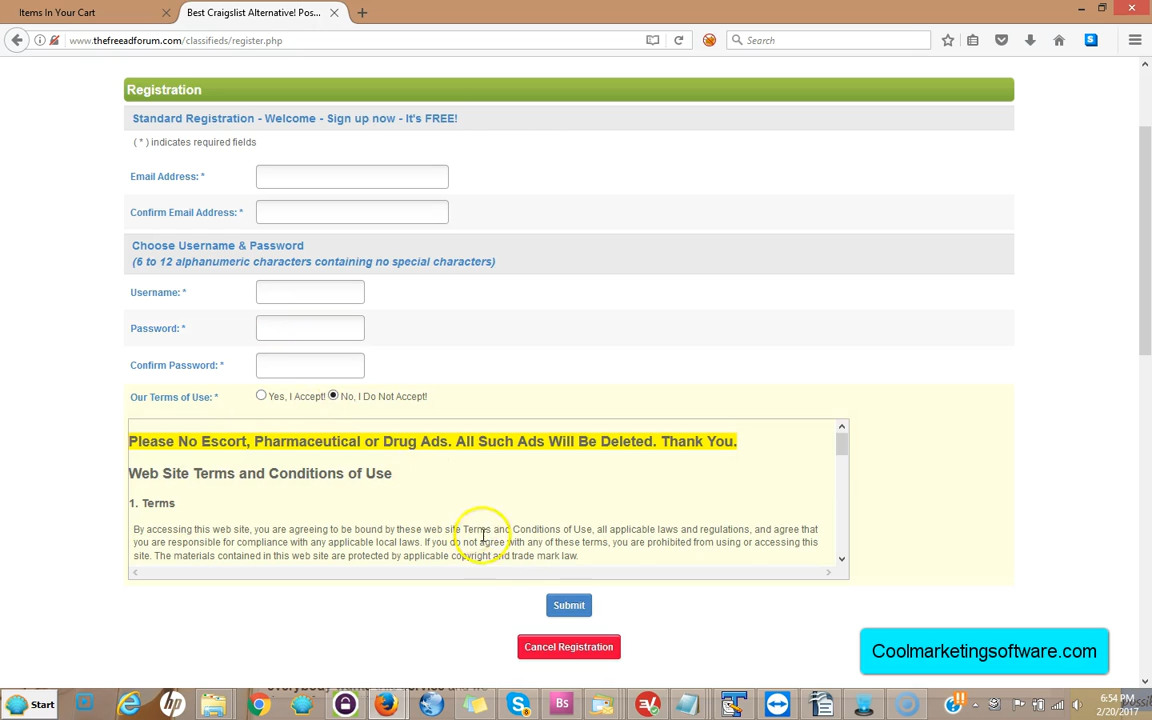 Items In Your Cart
Best Craigslist Alternative! Pos...
www.thefreeadforum.com/classifieds/register.php
Search
Registration
Standard Registration - Welcome - Sign up now - It's FREE!
( * ) indicates required fields
Email Address: *
Confirm Email Address: *
Choose Username & Password
(6 to 12 alphanumeric characters containing no special characters)
Username: *
Password: *
Confirm Password: *
Our Terms of Use: * Yes, I Accept! No, I Do Not Accept!
Please No Escort, Pharmaceutical or Drug Ads. All Such Ads Will Be Deleted. Thank You.
Web Site Terms and Conditions of Use
1. Terms
By accessing this web site, you are agreeing to be bound by these web site Terms and Conditions of Use, all applicable laws and regulations, and agree that
you are responsible for compliance with any applicable local laws. If you do not agree with any of these terms, you are prohibited from using or accessing this
site. The materials contained in this web site are protected by applicable copyright and trade mark law.
Submit
Cancel Registration
Coolmarketingsoftware.com
Start
Bs
6:54 PM
2/20/2017